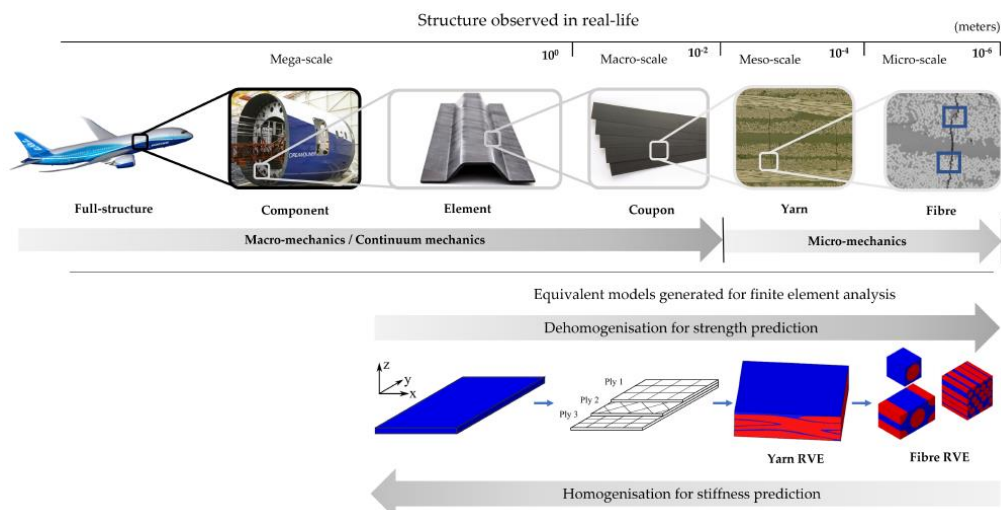 Structure observed in real-life
(meters)
Mega-scale
10⁰
Macro-scale
10⁻²
Meso-scale
10⁻⁴
Micro-scale
10⁻⁶
Full-structure
Component
Element
Coupon
Yarn
Fibre
Macro-mechanics / Continuum mechanics
Micro-mechanics
Equivalent models generated for finite element analysis
Dehomogenisation for strength prediction
z
y
x
Ply 1
Ply 2
Ply 3
Yarn RVE
Fibre RVE
Homogenisation for stiffness prediction